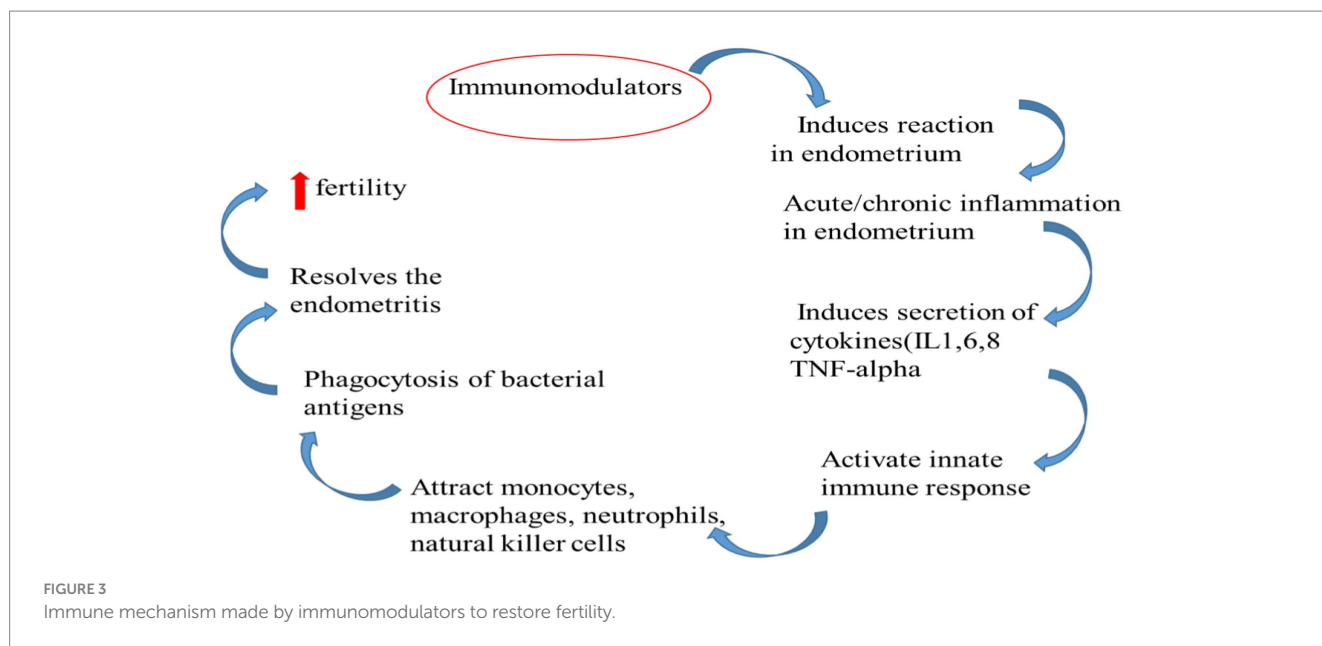 Immunomodulators
Induces reaction
in endometrium
Acute/chronic inflammation
in endometrium
Induces secretion of
cytokines(IL1,6,8
TNF-alpha
Activate innate
immune response
Attract monocytes,
macrophages, neutrophils,
natural killer cells
Phagocytosis of bacterial
antigens
Resolves the
endometritis
fertility
FIGURE 3
Immune mechanism made by immunomodulators to restore fertility.